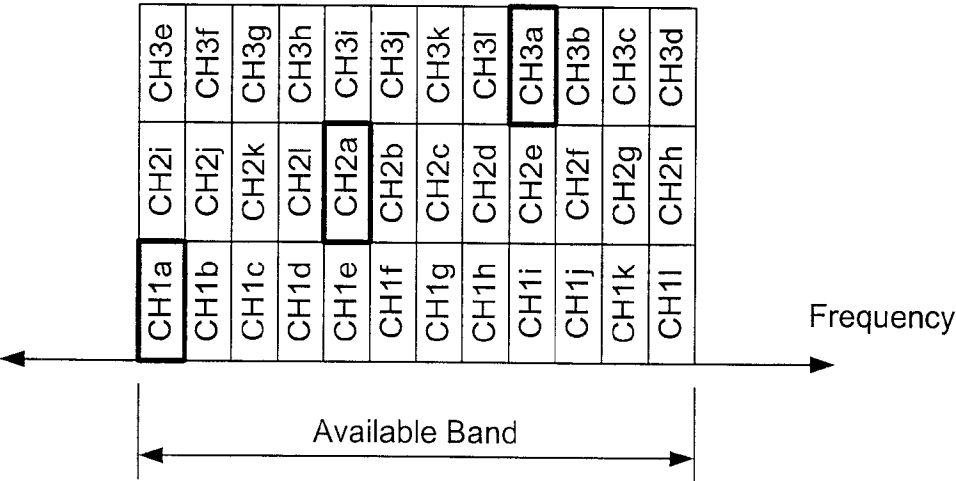 CH3e CH3f CH3g CH3h CH3i CH3j CH3k CH3l CH3a CH3b CH3c CH3d
CH2i CH2j CH2k CH2l CH2a CH2b CH2c CH2d CH2e CH2f CH2g CH2h
CH1a CH1b CH1c CH1d CH1e CH1f CH1g CH1h CH1i CH1j CH1k CH1l
Frequency
Available Band